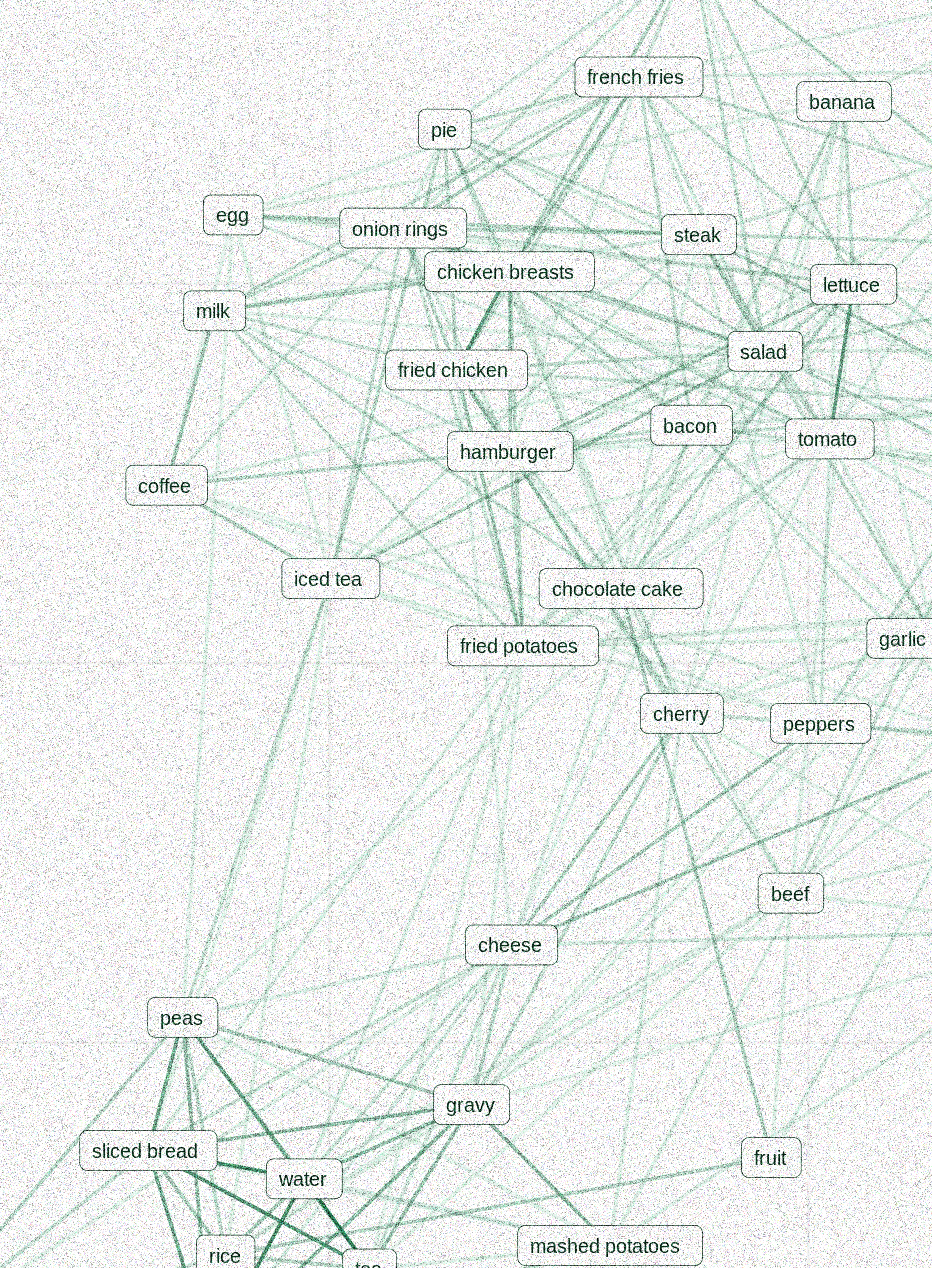 french fries
banana
pie
egg
onion rings
steak
chicken breasts
lettuce
milk
salad
fried chicken
bacon
tomato
hamburger
coffee
iced tea
chocolate cake
garlic
fried potatoes
cherry
peppers
beef
cheese
peas
gravy
sliced bread
fruit
water
mashed potatoes
rice